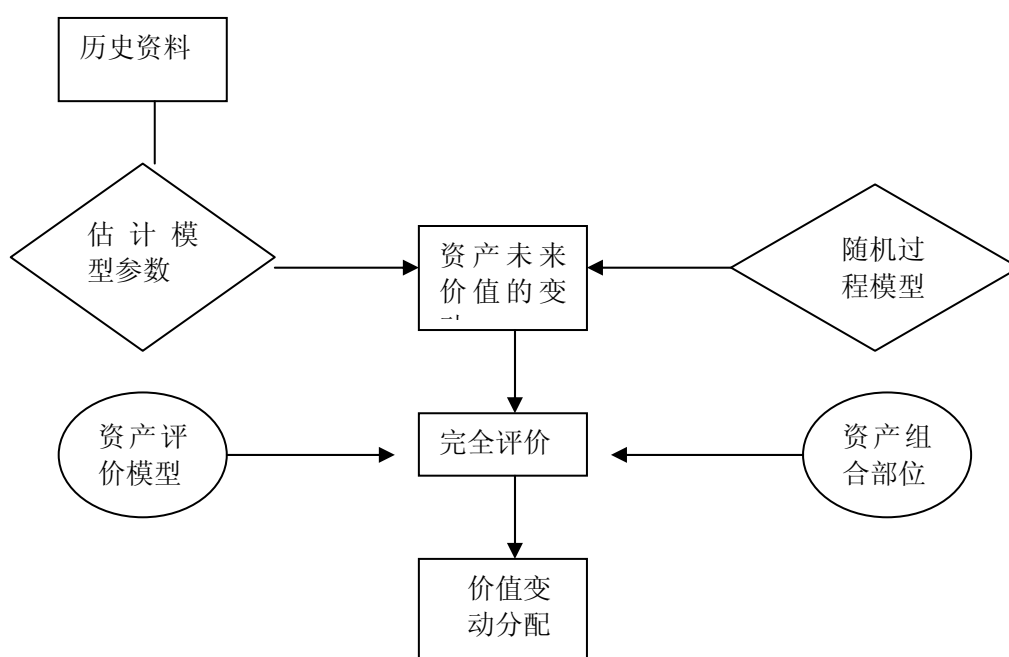 历史资料
估计模
型参数
资产未来
价值的变
随机过
程模型
资产评
价模型
完全评价
资产组
合部位
价值变
动分配